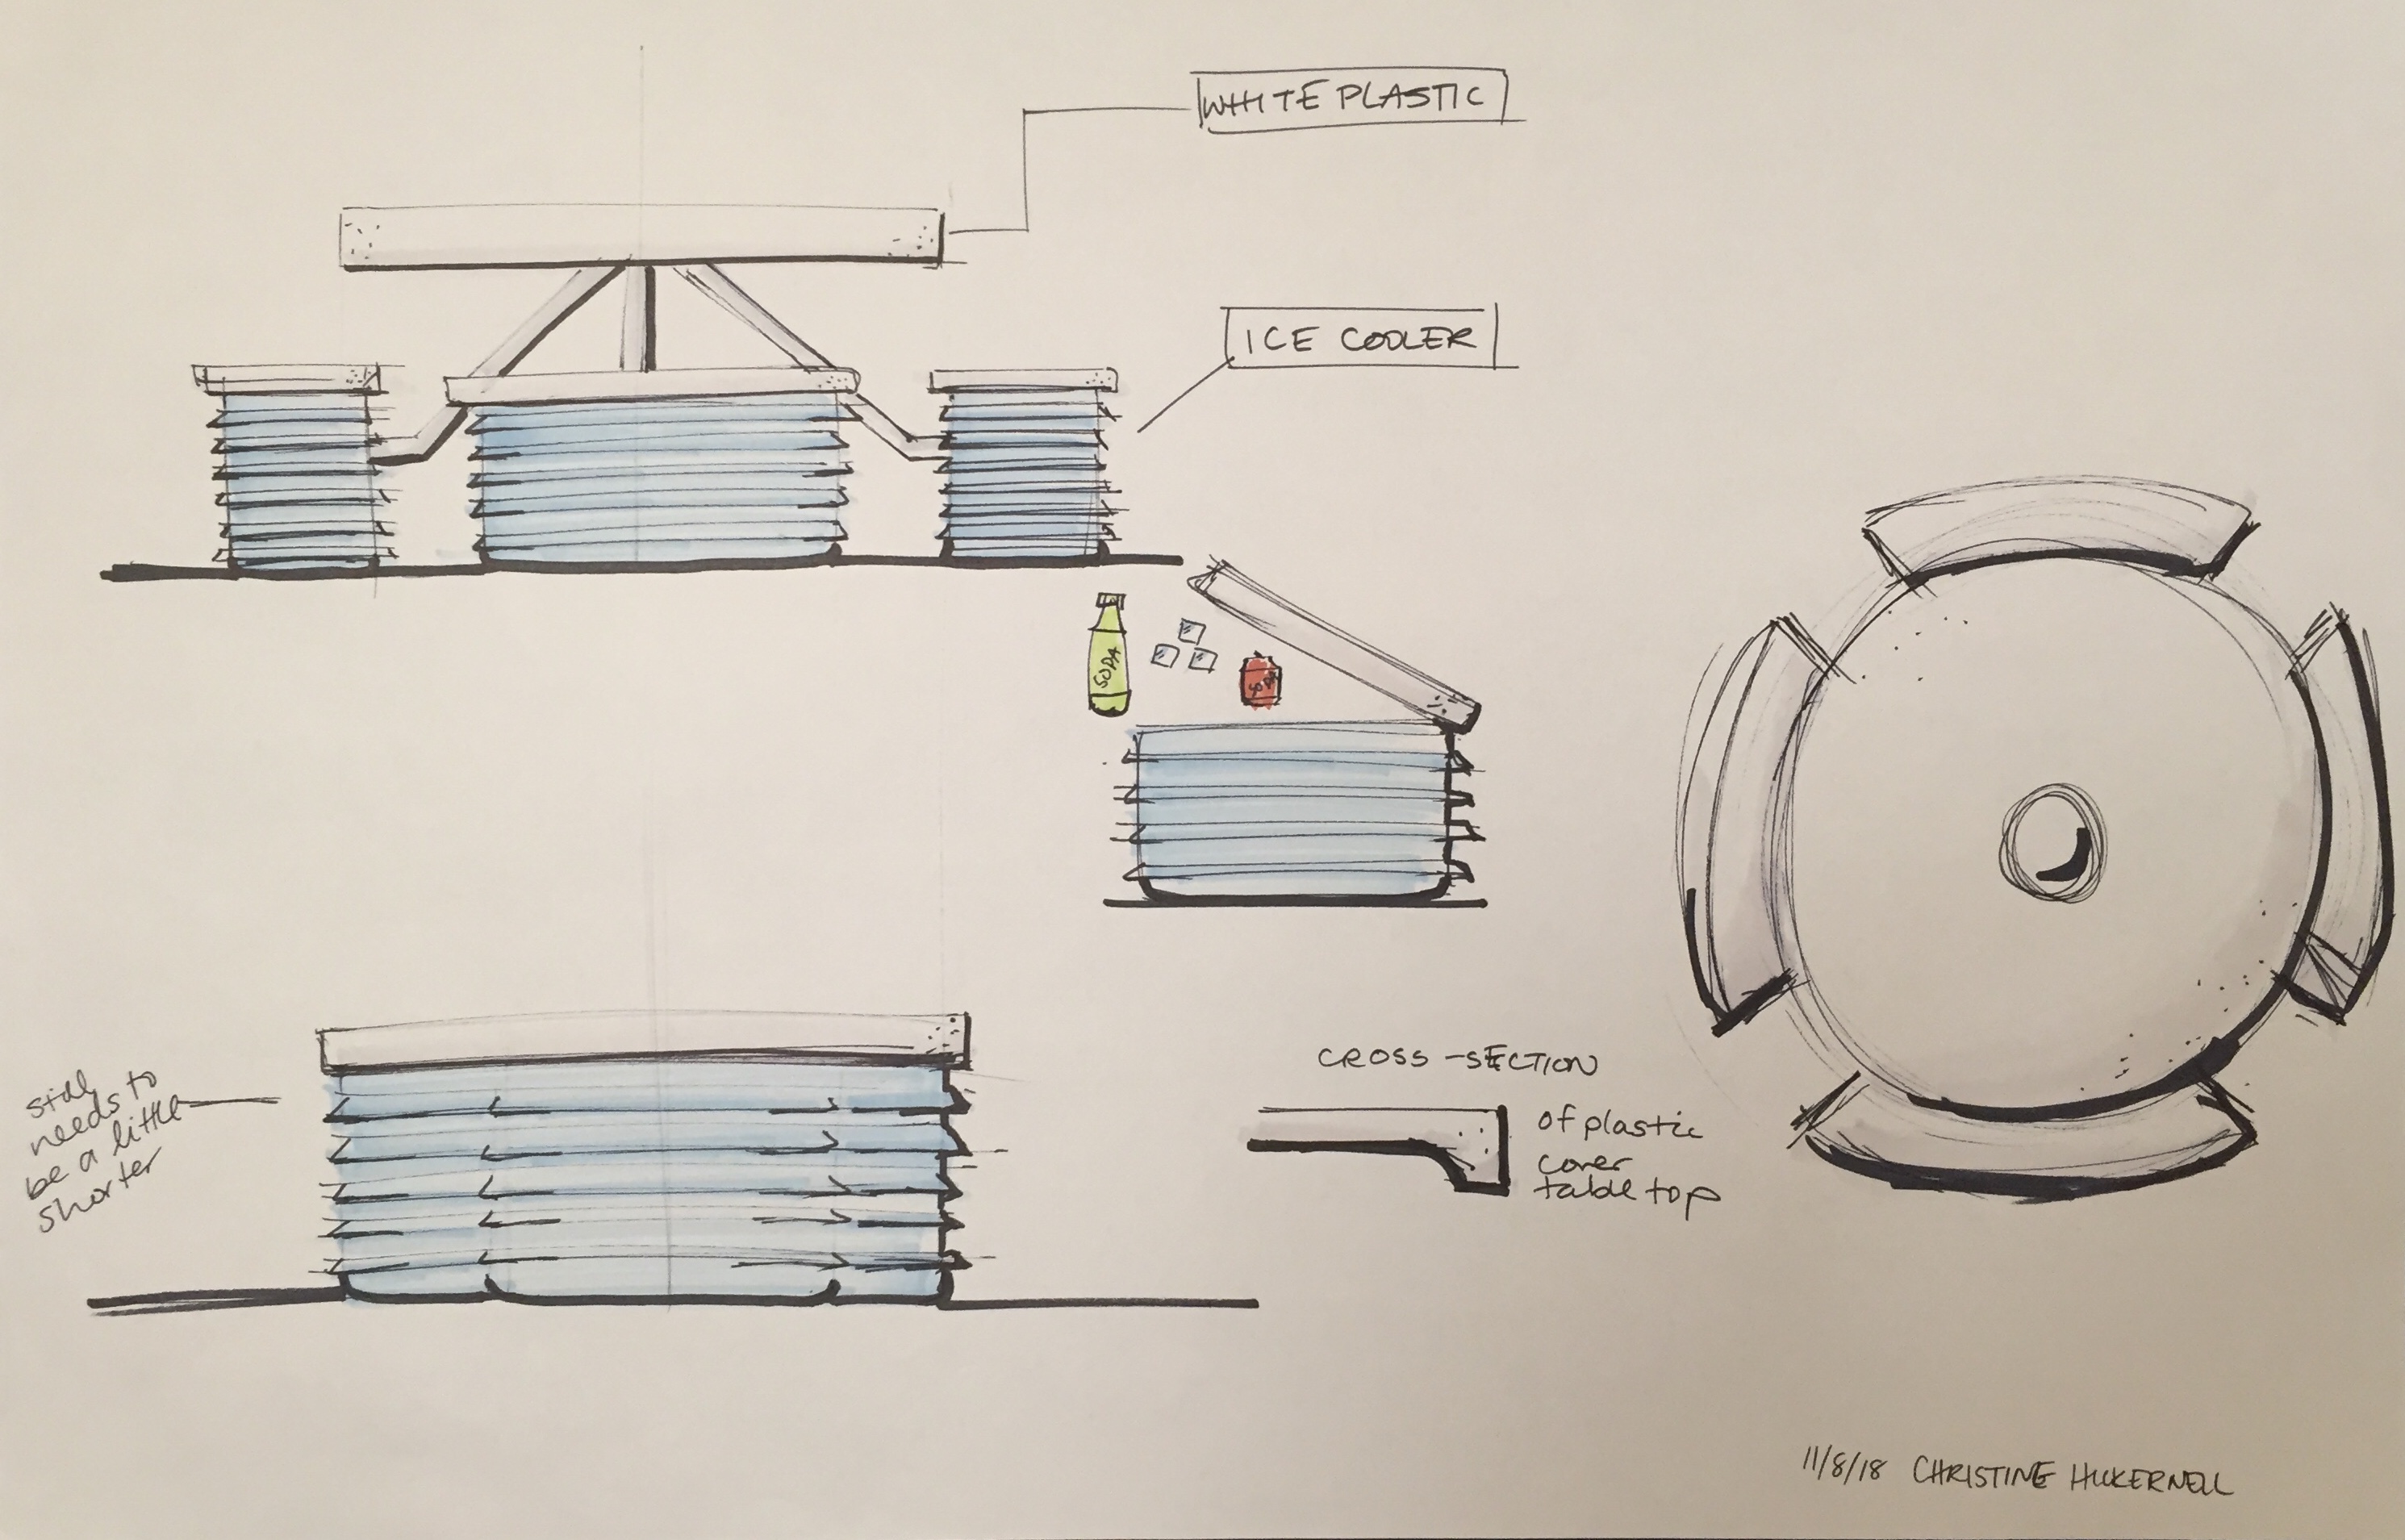 WHITE PLASTIC
ICE COOLER
SODA
SODA
still
needs to
be a little
shorter
CROSS-SECTION
of plastic
cover
table top
11/8/18 CHRISTINE HICKERNELL